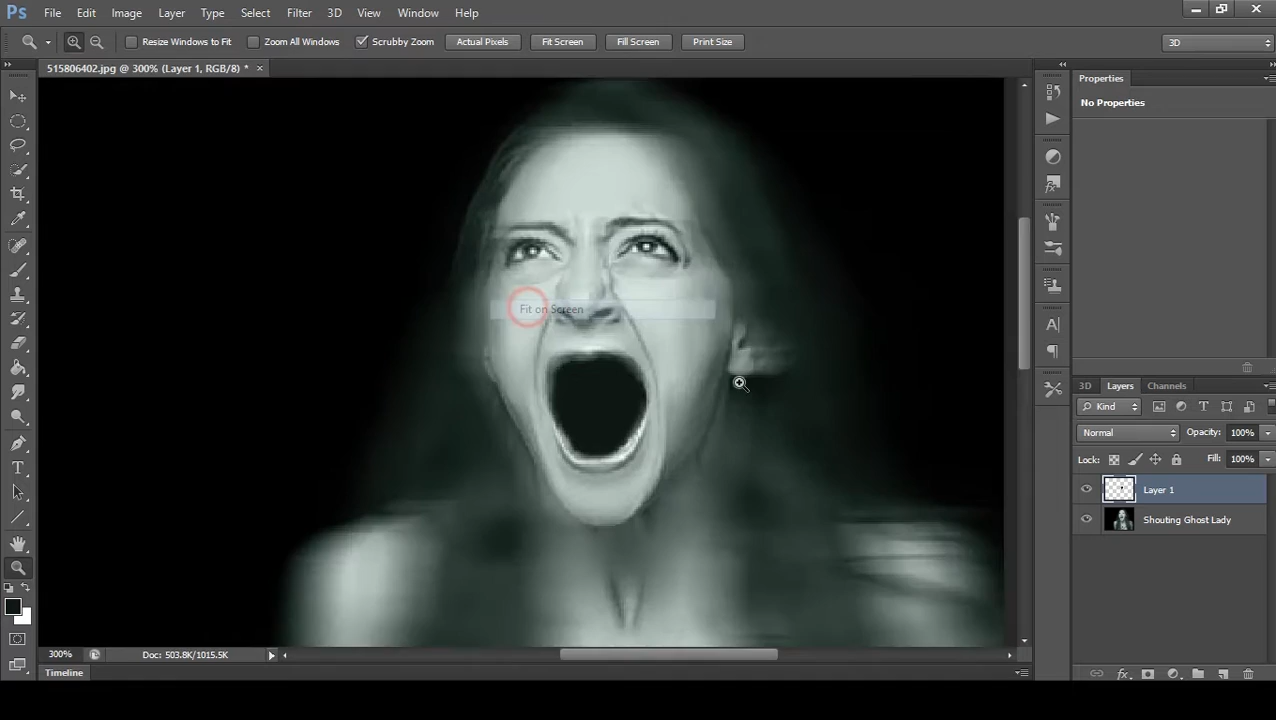 Ps File Edit Image Layer Type Select Filter 3D View Window Help
Resize Windows to Fit Zoom All Windows Scrubby Zoom Actual Pixels Fit Screen Fill Screen Print Size 3D
515806402.jpg @ 300% (Layer 1, RGB/8) * ×
Properties
No Properties
Fit on Screen
3D Layers Channels
Kind
Normal Opacity: 100%
Lock: Fill: 100%
Layer 1
Shouting Ghost Lady
300% Doc: 503.8K/1015.5K
Timeline